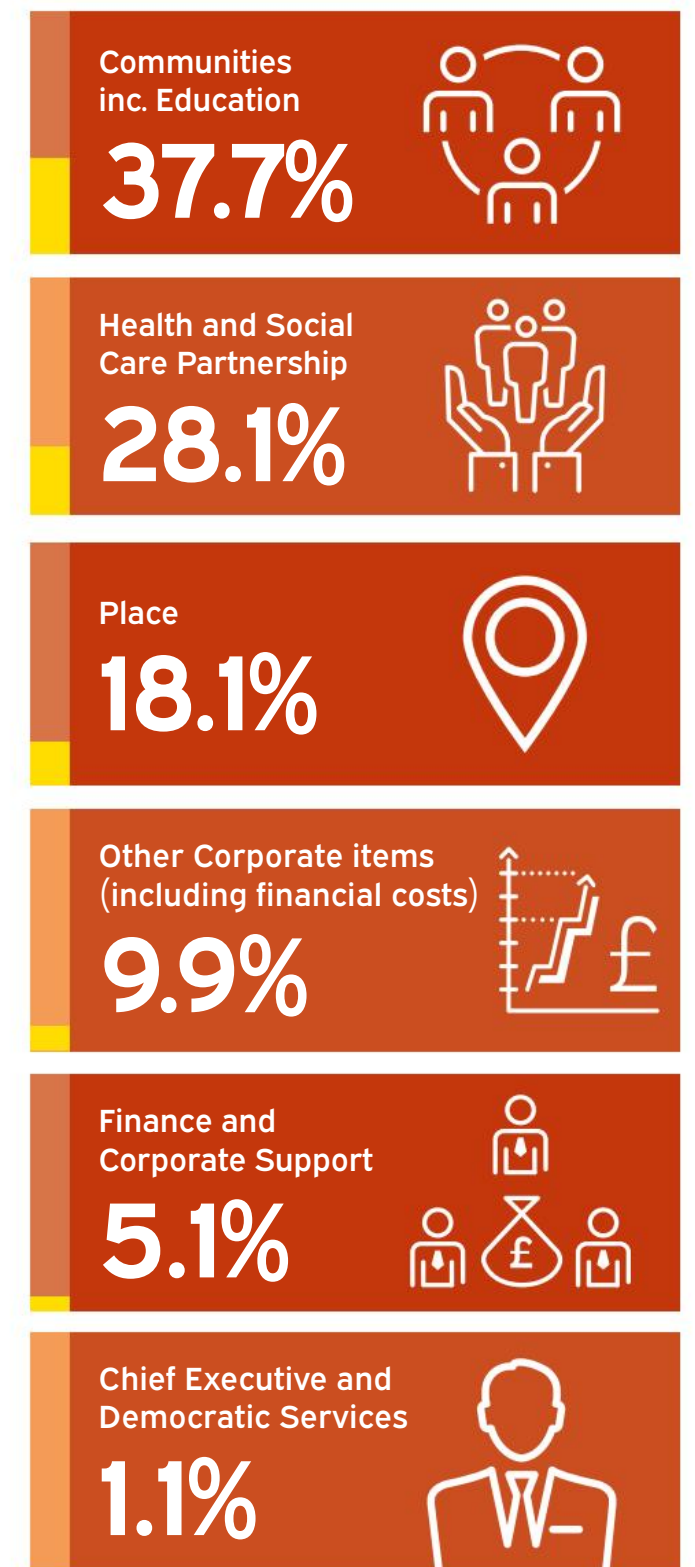 Communities
inc. Education
37.7%
Health and Social
Care Partnership
28.1%
Place
18.1%
Other Corporate items
(including financial costs)
9.9%
£
Finance and
Corporate Support
5.1%
£
Chief Executive and
Democratic Services
1.1%